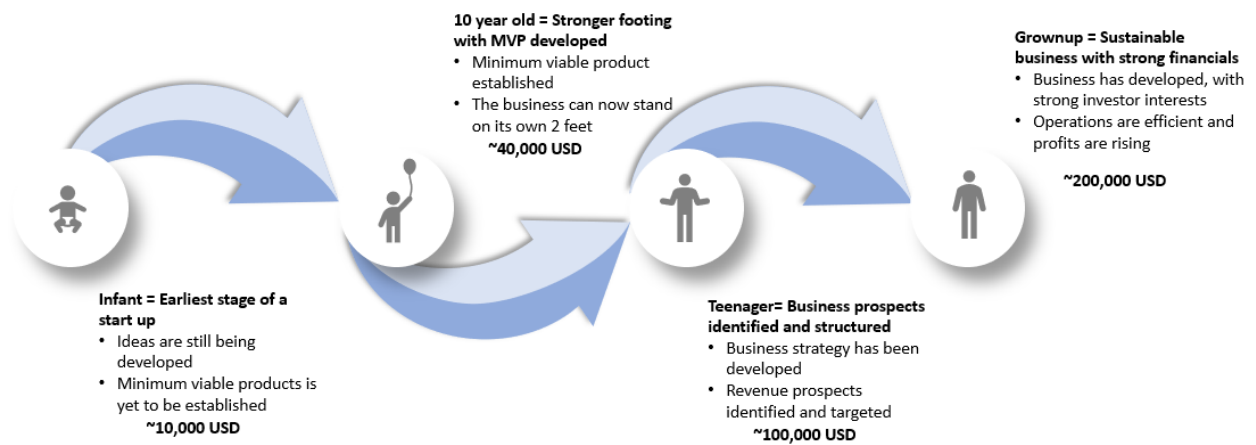 Infant = Earliest stage of a
start up
• Ideas are still being
developed
• Minimum viable products is
yet to be established
~10,000 USD
10 year old = Stronger footing
with MVP developed
• Minimum viable product
established
• The business can now stand
on its own 2 feet
~40,000 USD
Teenager= Business prospects
identified and structured
• Business strategy has been
developed
• Revenue prospects
identified and targeted
~100,000 USD
Grownup = Sustainable
business with strong financials
• Business has developed, with
strong investor interests
• Operations are efficient and
profits are rising
~200,000 USD